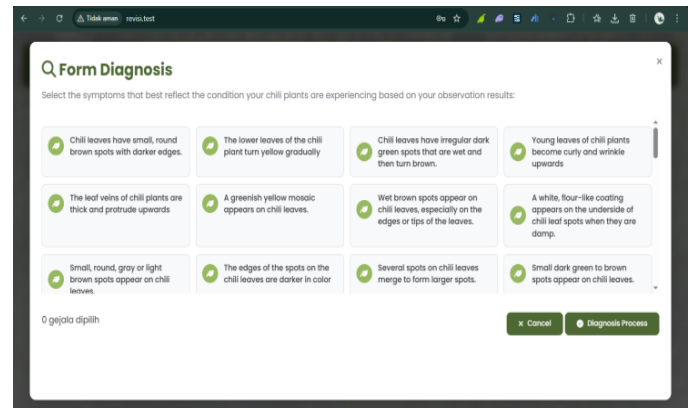 Tidak aman revisi.test
Form Diagnosis
Select the symptoms that best reflect the condition your chili plants are experiencing based on your observation results:
Chili leaves have small, round
brown spots with darker edges.
The lower leaves of the chili
plant turn yellow gradually
Chili leaves have irregular dark
green spots that are wet and
then turn brown.
Young leaves of chili plants
become curly and wrinkle
upwards
The leaf veins of chili plants are
thick and protrude upwards
A greenish yellow mosaic
appears on chili leaves.
Wet brown spots appear on
chili leaves, especially on the
edges or tips of the leaves.
A white, flour-like coating
appears on the underside of
chili leaf spots when they are
damp.
Small, round, gray or light
brown spots appear on chili
leaves.
The edges of the spots on the
chili leaves are darker in color
Several spots on chili leaves
merge to form larger spots.
Small dark green to brown
spots appear on chili leaves.
0 gejala dipilih
× Cancel
Diagnosis Process